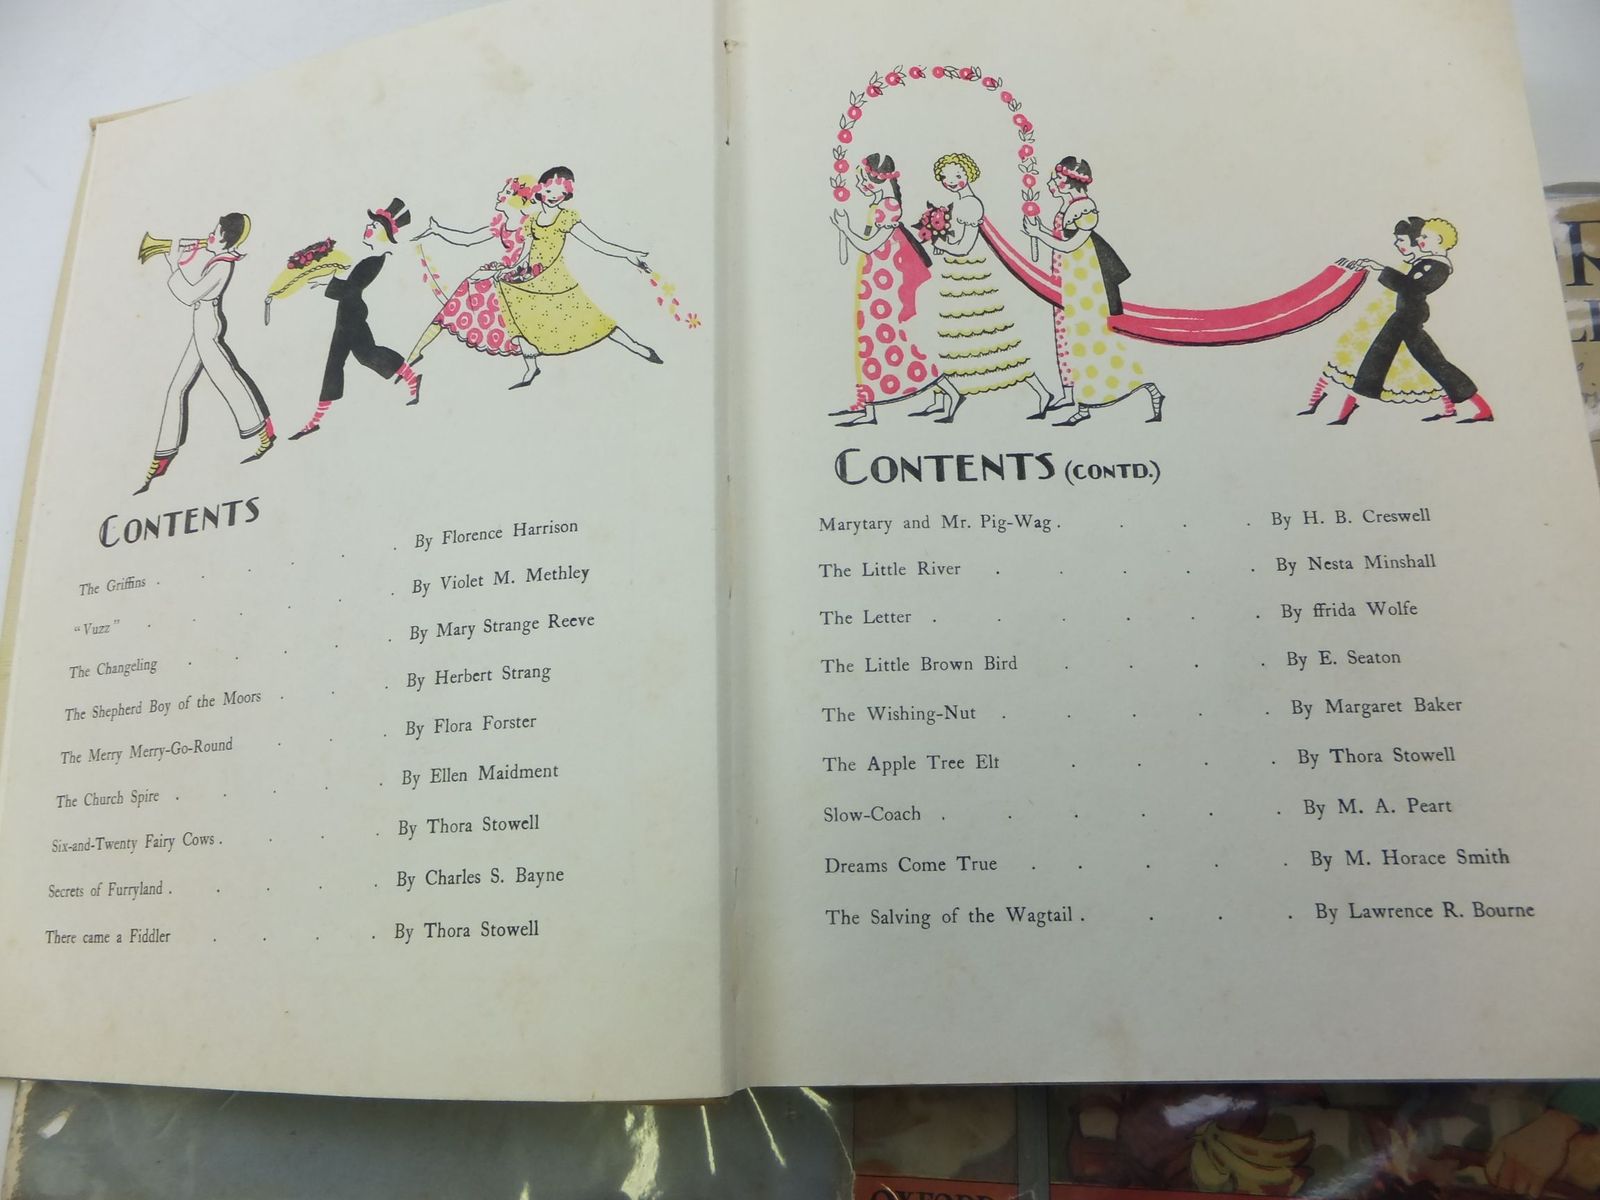 CONTENTS
The Griffins . . . . . . By Florence Harrison
"Vuzz" . . . . . . By Violet M. Methley
The Changeling . . . . . By Mary Strange Reeve
The Shepherd Boy of the Moors . . . By Herbert Strang
The Merry Merry-Go-Round . . . By Flora Forster
The Church Spire . . . . . By Ellen Maidment
Six-and-Twenty Fairy Cows . . . . By Thora Stowell
Secrets of Furryland . . . . . By Charles S. Bayne
There came a Fiddler . . . . By Thora Stowell
CONTENTS (CONTD.)
Marytary and Mr. Pig-Wag . . . . By H. B. Creswell
The Little River . . . . . By Nesta Minshall
The Letter . . . . . . By ffrida Wolfe
The Little Brown Bird . . . . By E. Seaton
The Wishing-Nut . . . . . By Margaret Baker
The Apple Tree Elf . . . . By Thora Stowell
Slow-Coach . . . . . . By M. A. Peart
Dreams Come True . . . . . By M. Horace Smith
The Salving of the Wagtail . . . . By Lawrence R. Bourne
OXFORD